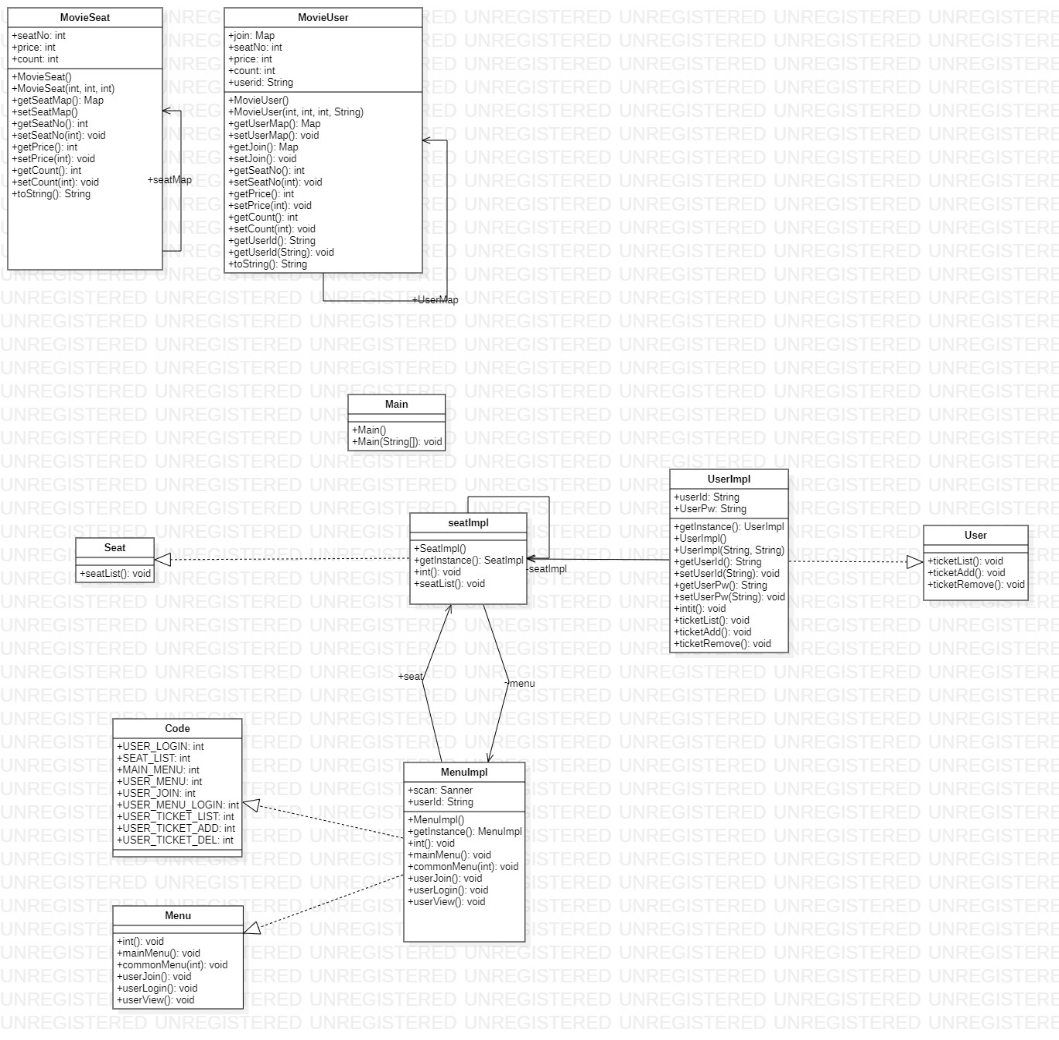 MovieSeat
+seatNo: int
+price: int
+count: int
+MovieSeat()
+MovieSeat(int, int, int)
+getSeatMap(): Map
+setSeatMap()
+getSeatNo(): int
+setSeatNo(int): void
+getPrice(): int
+setPrice(int): void
+getCount(): int
+setCount(int): void
+toString(): String
+seatMap
MovieUser
+join: Map
+seatNo: int
+price: int
+count: int
+userid: String
+MovieUser()
+MovieUser(int, int, int, String)
+getUserMap(): Map
+setUserMap(): void
+getJoin(): Map
+setJoin(): void
+getSeatNo(): int
+setSeatNo(int): void
+getPrice(): int
+setPrice(int): void
+getCount(): int
+setCount(int): void
+getUserId(): String
+getUserId(String): void
+toString(): String
+UserMap
Main
+Main()
+Main(String[]): void
Seat
+seatList(): void
seatImpl
+SeatImpl()
+getInstance(): SeatImpl
+int(): void
+seatList(): void
-seatImpl
UserImpl
+userId: String
+UserPw: String
+getInstance(): UserImpl
+UserImpl()
+UserImpl(String, String)
+getUserId(): String
+setUserId(String): void
+getUserPw(): String
+setUserPw(String): void
+intit(): void
+ticketList(): void
+ticketAdd(): void
+ticketRemove(): void
User
+ticketList(): void
+ticketAdd(): void
+ticketRemove(): void
+seat
~menu
Code
+USER_LOGIN: int
+SEAT_LIST: int
+MAIN_MENU: int
+USER_MENU: int
+USER_JOIN: int
+USER_MENU_LOGIN: int
+USER_TICKET_LIST: int
+USER_TICKET_ADD: int
+USER_TICKET_DEL: int
MenuImpl
+scan: Sanner
+userId: String
+MenuImpl()
+getInstance(): MenuImpl
+int(): void
+mainMenu(): void
+commonMenu(int): void
+userJoin(): void
+userLogin(): void
+userView(): void
Menu
+int(): void
+mainMenu(): void
+commonMenu(int): void
+userJoin(): void
+userLogin(): void
+userView(): void
UNREGISTERED